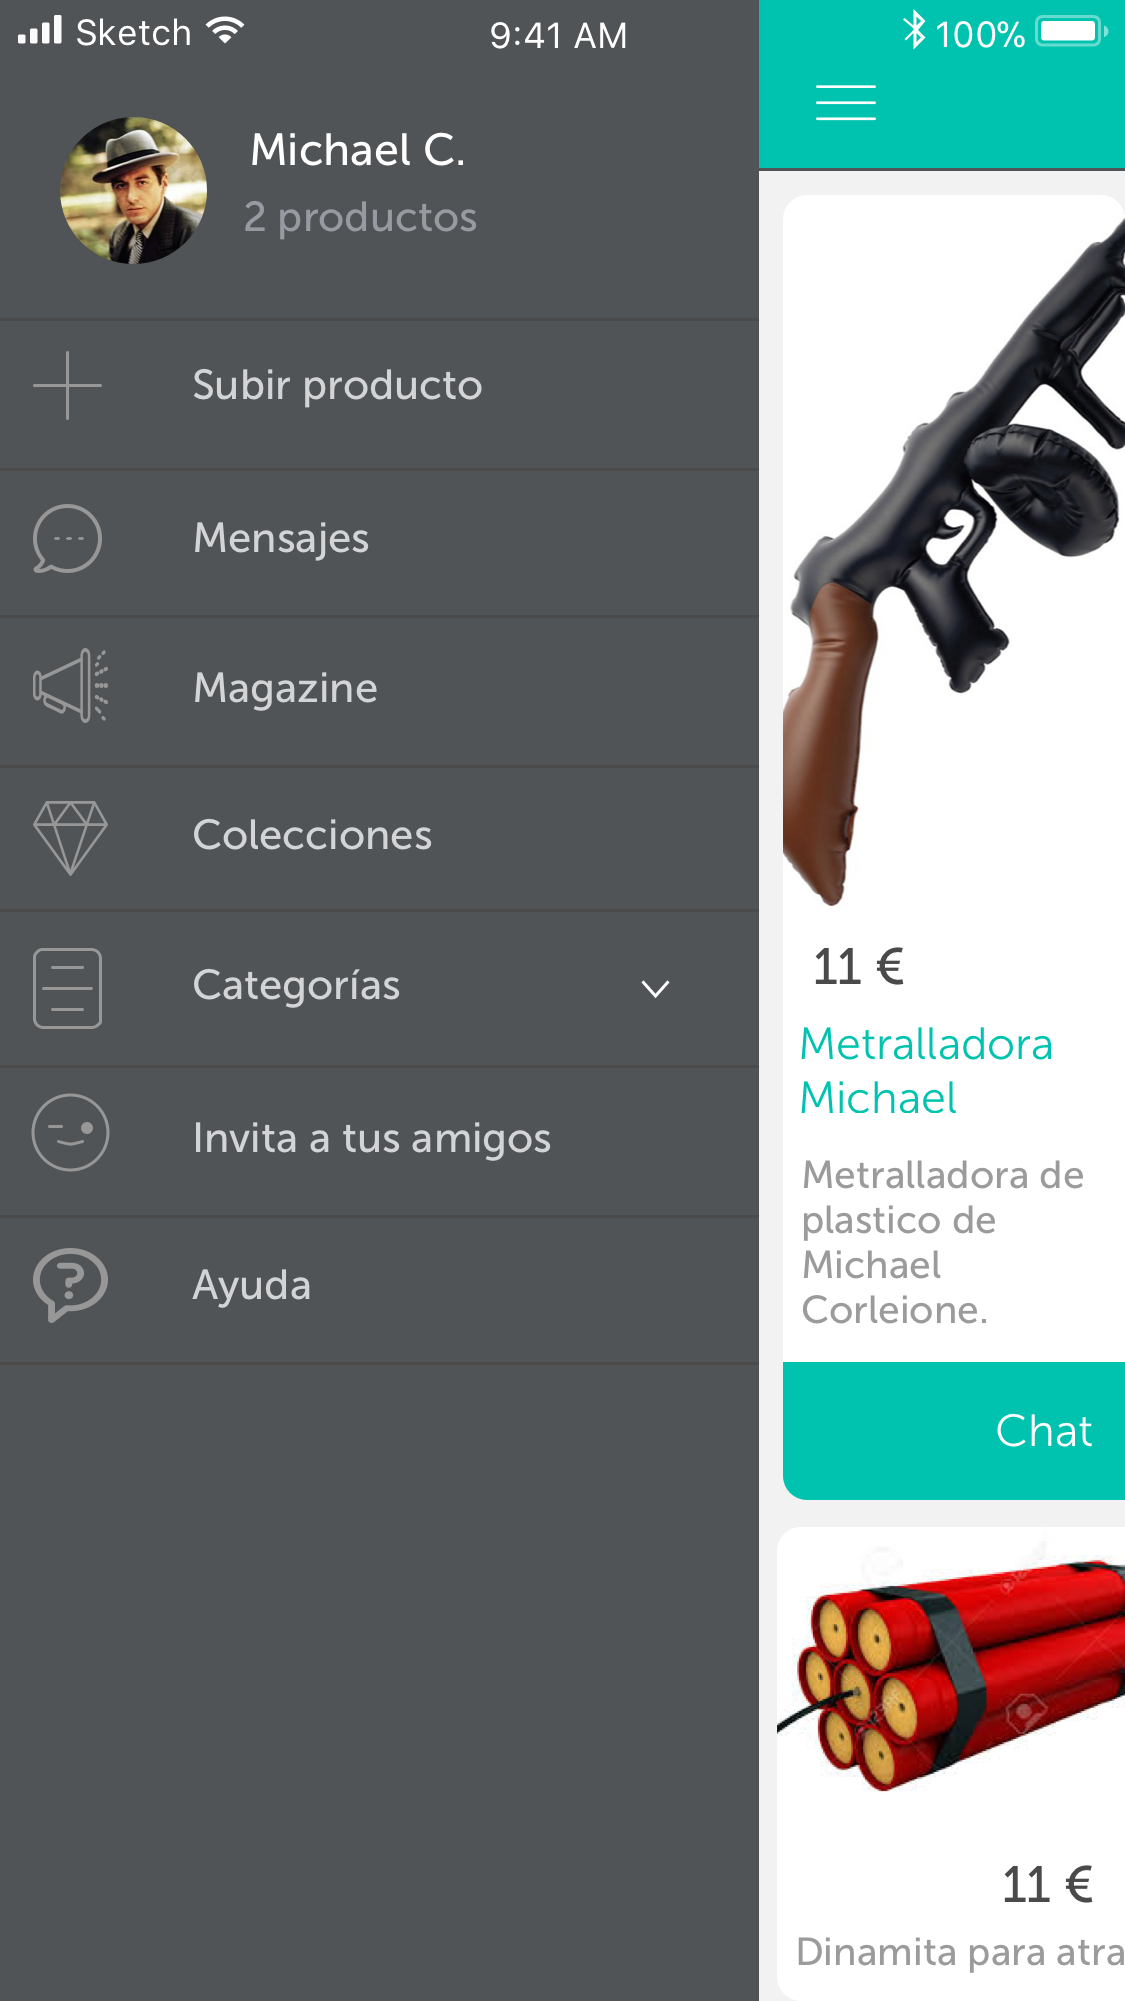 Sketch
9:41 AM
100%
Michael C.
2 productos
Subir producto
Mensajes
Magazine
Colecciones
Categorías
Invita a tus amigos
Ayuda
11 €
Metralladora
Michael
Metralladora de
plastico de
Michael
Corleione.
Chat
11 €
Dinamita para atra